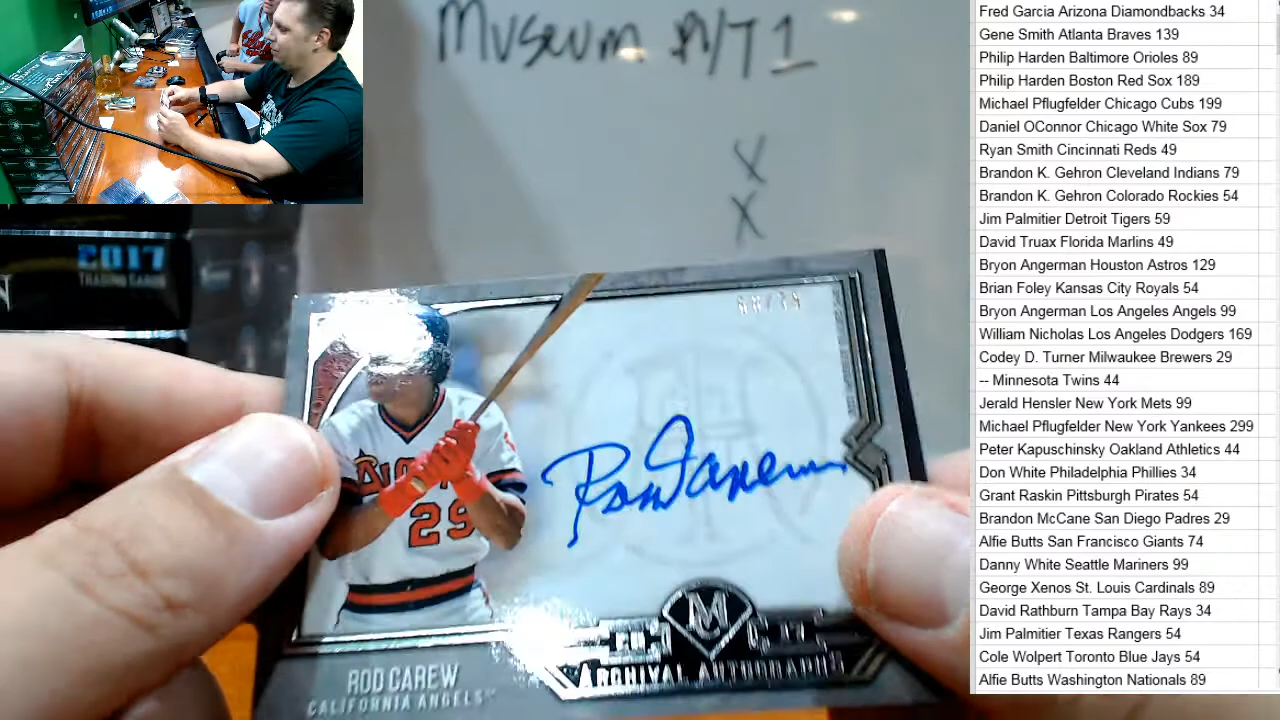 Museum P/T 1
X
X
2017
TRADING CARDS
29
Rod Carew
20 M 17
ARCHIVAL AUTOGRAPHS
ROD CAREW
CALIFORNIA ANGELS
Fred Garcia Arizona Diamondbacks 34
Gene Smith Atlanta Braves 139
Philip Harden Baltimore Orioles 89
Philip Harden Boston Red Sox 189
Michael Pflugfelder Chicago Cubs 199
Daniel OConnor Chicago White Sox 79
Ryan Smith Cincinnati Reds 49
Brandon K. Gehron Cleveland Indians 79
Brandon K. Gehron Colorado Rockies 54
Jim Palmitier Detroit Tigers 59
David Truax Florida Marlins 49
Bryon Angerman Houston Astros 129
Brian Foley Kansas City Royals 54
Bryon Angerman Los Angeles Angels 99
William Nicholas Los Angeles Dodgers 169
Codey D. Turner Milwaukee Brewers 29
-- Minnesota Twins 44
Jerald Hensler New York Mets 99
Michael Pflugfelder New York Yankees 299
Peter Kapuschinsky Oakland Athletics 44
Don White Philadelphia Phillies 34
Grant Raskin Pittsburgh Pirates 54
Brandon McCane San Diego Padres 29
Alfie Butts San Francisco Giants 74
Danny White Seattle Mariners 99
George Xenos St. Louis Cardinals 89
David Rathburn Tampa Bay Rays 34
Jim Palmitier Texas Rangers 54
Cole Wolpert Toronto Blue Jays 54
Alfie Butts Washington Nationals 89